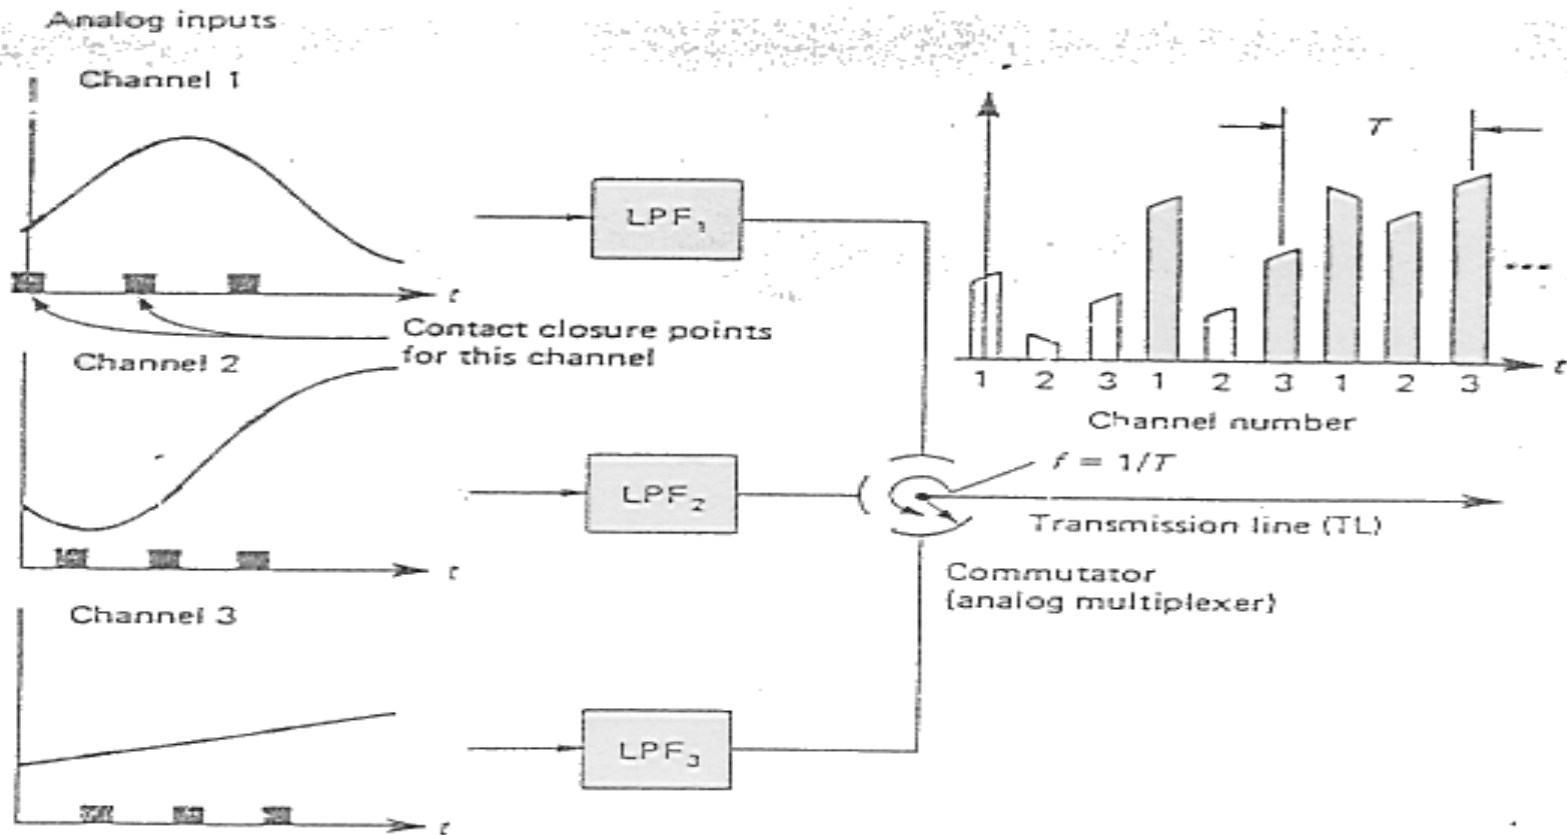 Analog inputs
Channel 1
t
Contact closure points
for this channel
Channel 2
t
Channel 3
t
LPF1
LPF2
LPF3
T
1 2 3 1 2 3 1 2 3
t
Channel number
f = 1/T
Transmission line (TL)
Commutator
(analog multiplexer)